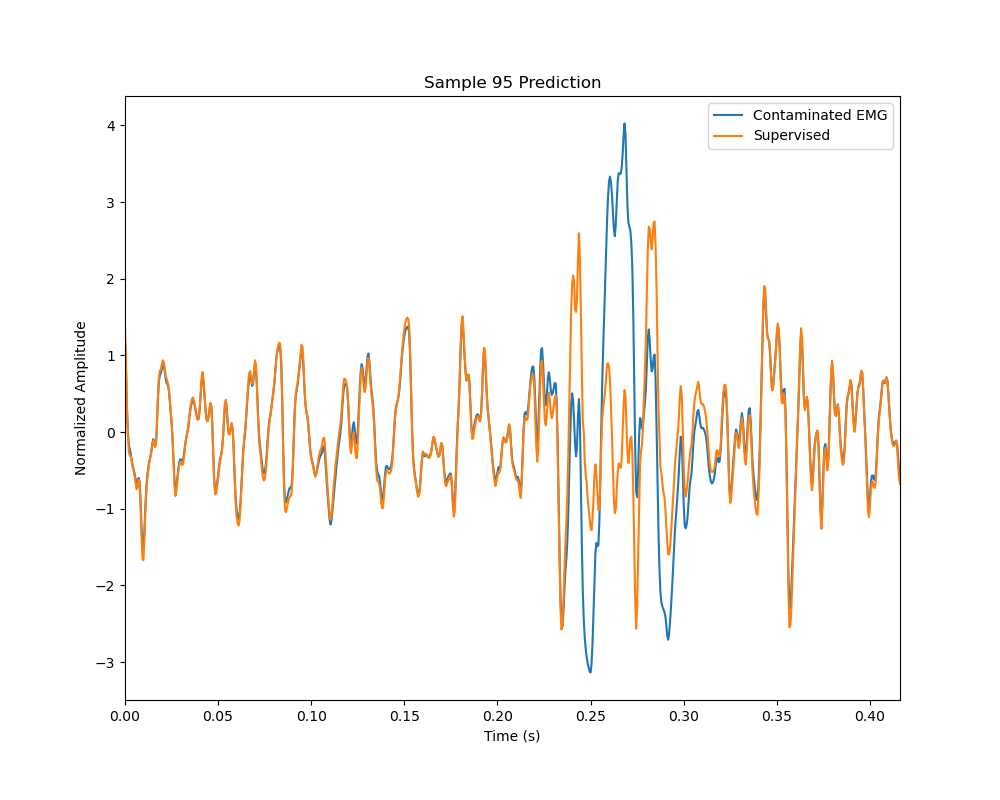 Sample 95 Prediction
Contaminated EMG
Supervised
Normalized Amplitude
4
3
2
1
0
−1
−2
−3
0.00 0.05 0.10 0.15 0.20 0.25 0.30 0.35 0.40
Time (s)